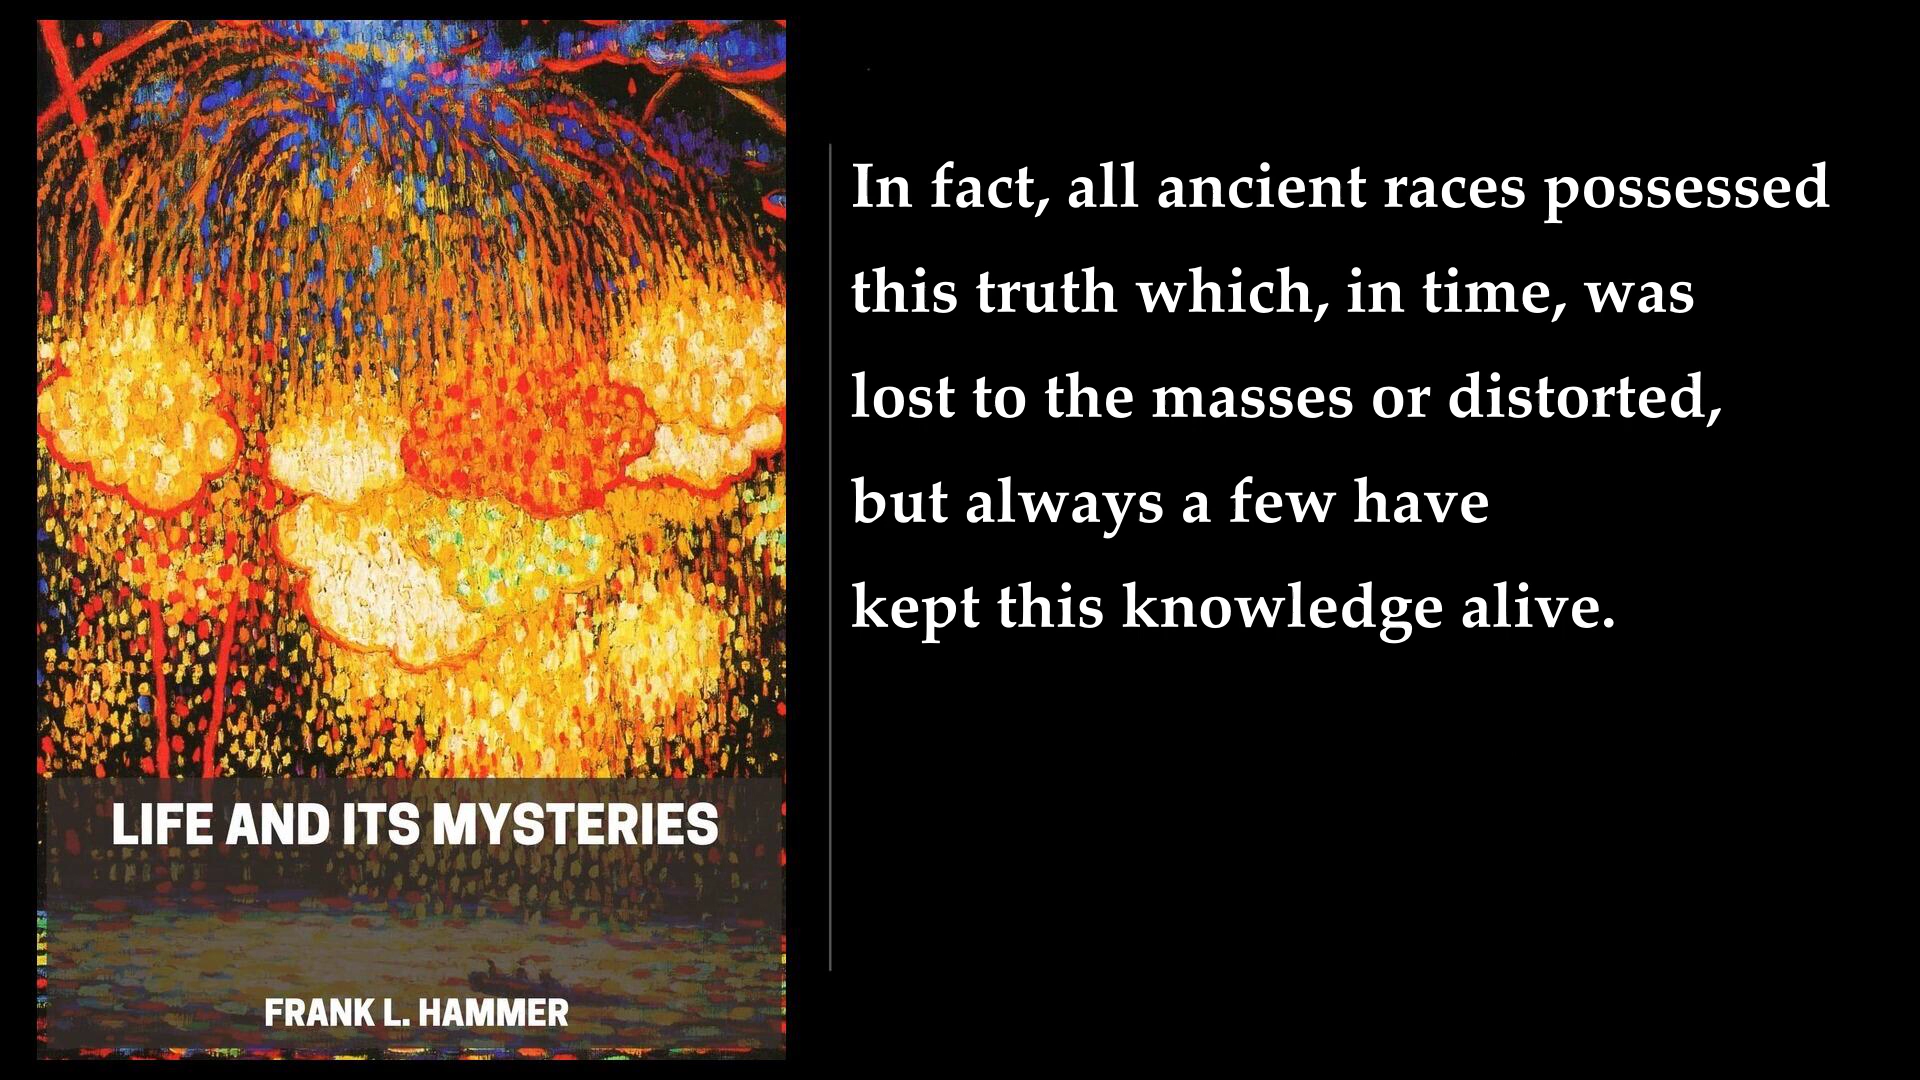 LIFE AND ITS MYSTERIES
FRANK L. HAMMER
In fact, all ancient races possessed
this truth which, in time, was
lost to the masses or distorted,
but always a few have
kept this knowledge alive.